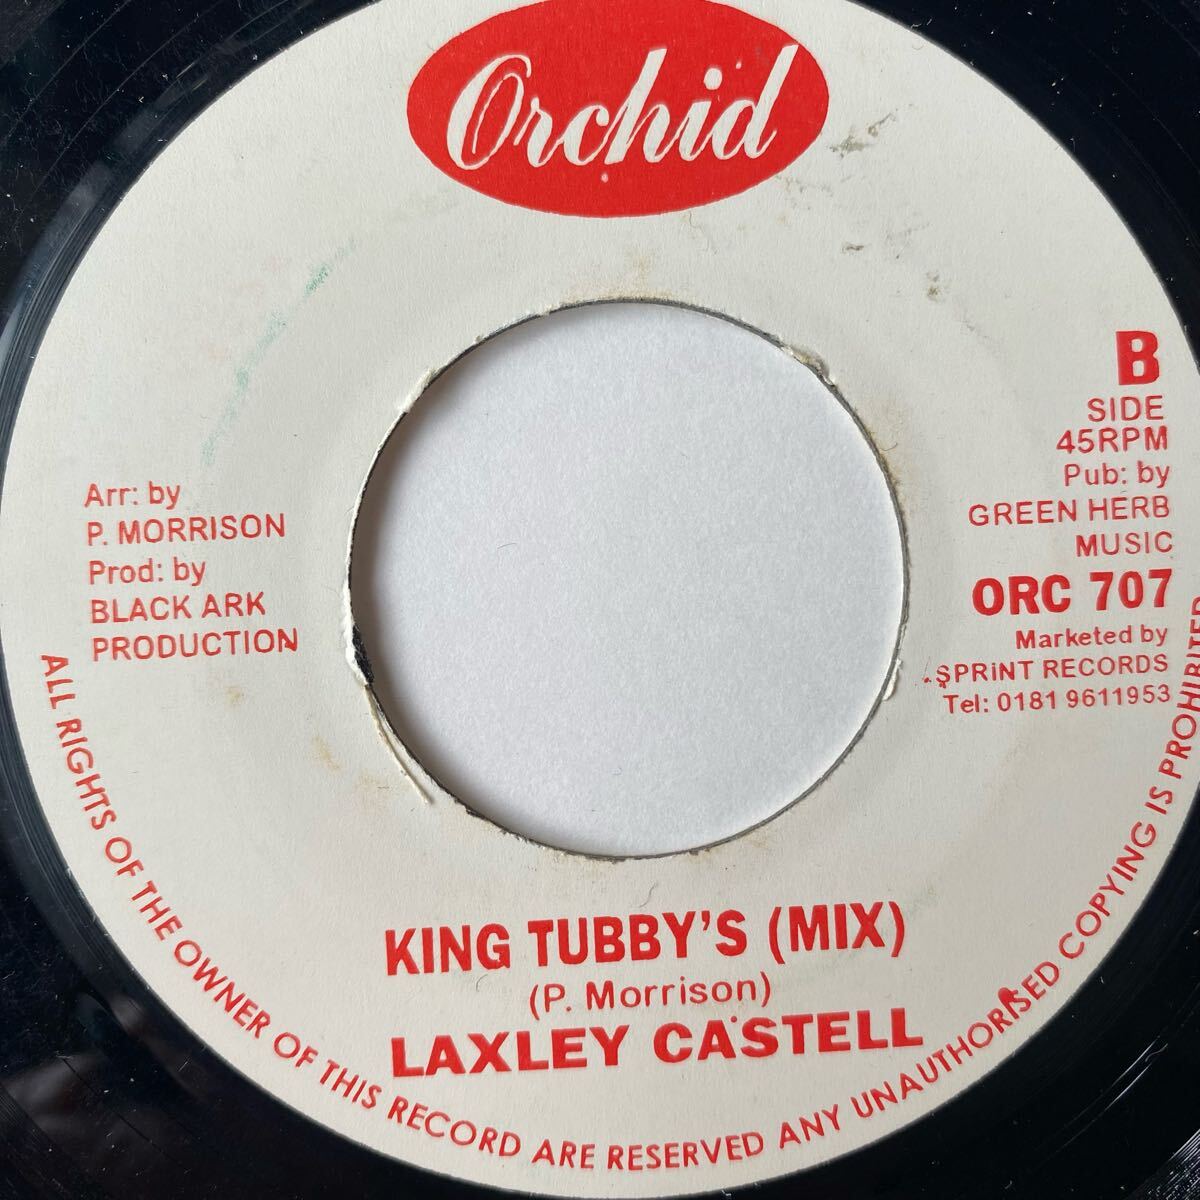 Orchid
B
SIDE
45RPM
Pub: by
GREEN HERB
MUSIC
ORC 707
Marketed by
SPRiNT RECORDS
Tel: 0181 9611953
Arr: by
P. MORRISON
Prod: by
BLACK ARK
PRODUCTION
KING TUBBY'S (MIX)
(P. Morrison)
LAXLEY CASTELL
ALL RIGHTS OF THE OWNER OF THIS RECORD ARE RESERVED ANY UNAUTHORISED COPYING IS PROHIBITED